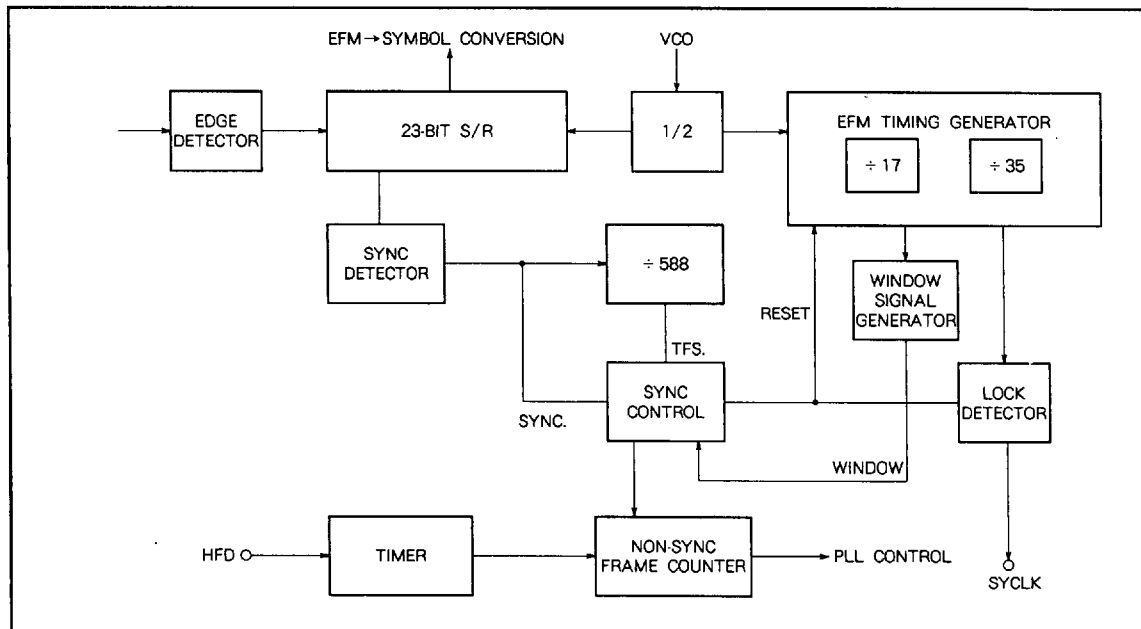 EFM→SYMBOL CONVERSION
VCO
EDGE
DETECTOR
23-BIT S/R
1/2
EFM TIMING GENERATOR
÷ 17
÷ 35
SYNC
DETECTOR
÷ 588
WINDOW
SIGNAL
GENERATOR
RESET
TFS.
SYNC
CONTROL
LOCK
DETECTOR
SYNC.
WINDOW
HFD
TIMER
NON-SYNC
FRAME COUNTER
PLL CONTROL
SYCLK